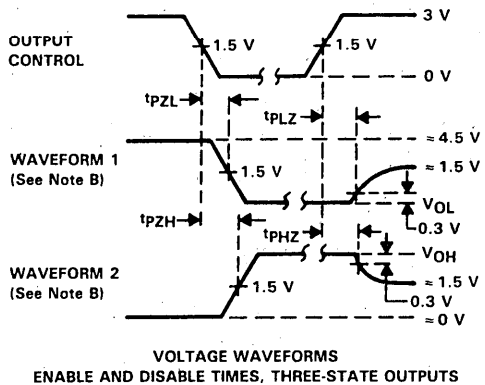 3 V
OUTPUT
CONTROL
1.5 V
1.5 V
0 V
tPZL
tPLZ
≈ 4.5 V
WAVEFORM 1
(See Note B)
1.5 V
≈ 1.5 V
VOL
0.3 V
tPZH
tPHZ
VOH
WAVEFORM 2
(See Note B)
1.5 V
≈ 1.5 V
0.3 V
≈ 0 V
VOLTAGE WAVEFORMS
ENABLE AND DISABLE TIMES, THREE-STATE OUTPUTS